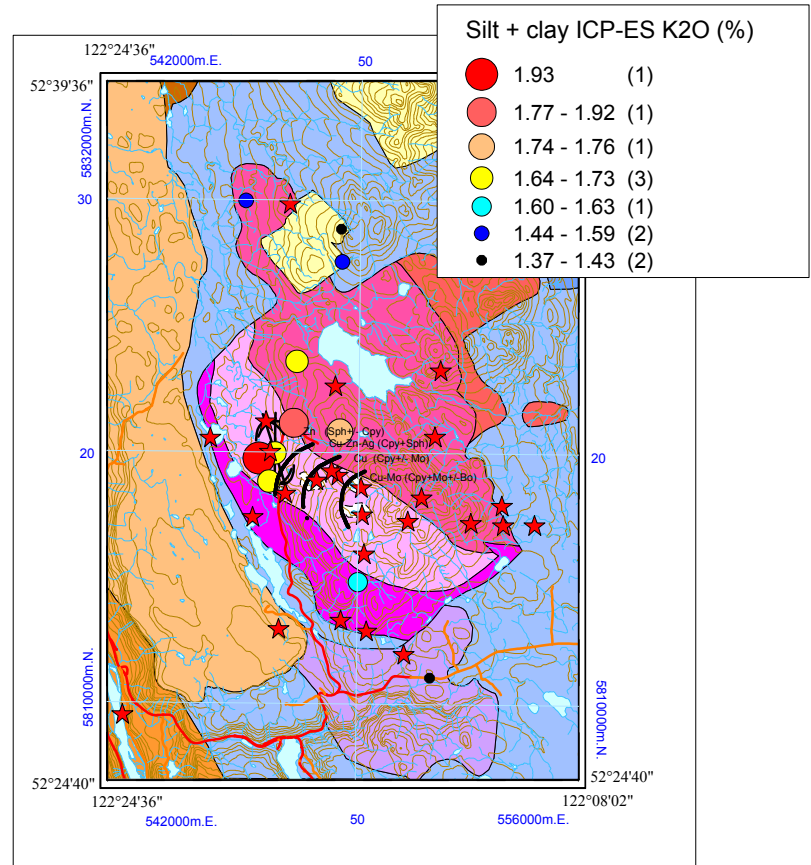 Silt + clay ICP-ES K2O (%)
1.93 (1)
1.77 - 1.92 (1)
1.74 - 1.76 (1)
1.64 - 1.73 (3)
1.60 - 1.63 (1)
1.44 - 1.59 (2)
1.37 - 1.43 (2)
122°24'36"
542000m.E.
50
52°39'36"
5832000m.N.
30
20
20
Zn (Sph+/- Cpy)
Cu-Zn-Ag (Cpy+Sph)
Cu (Cpy+/- Mo)
Cu-Mo (Cpy+Mo+/-Bo)
5810000m.N.
5810000m.N.
52°24'40"
52°24'40"
122°24'36"
122°08'02"
542000m.E.
50
556000m.E.